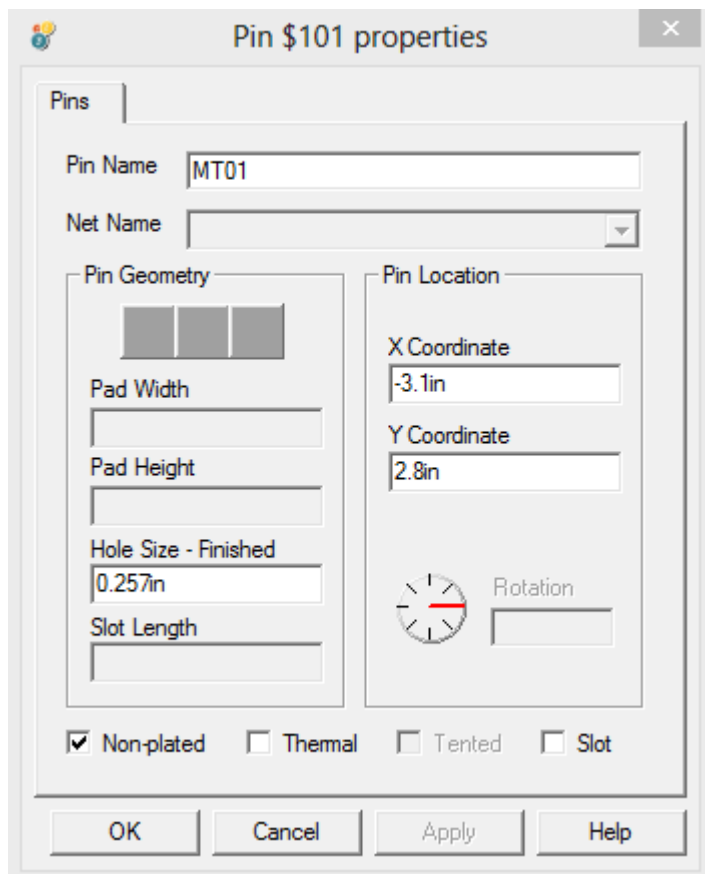 Pin $101 properties
Pins
Pin Name MT01
Net Name
Pin Geometry
Pad Width
Pad Height
Hole Size - Finished
0.257in
Slot Length
Pin Location
X Coordinate
-3.1in
Y Coordinate
2.8in
Rotation
Non-plated Thermal Tented Slot
OK Cancel Apply Help